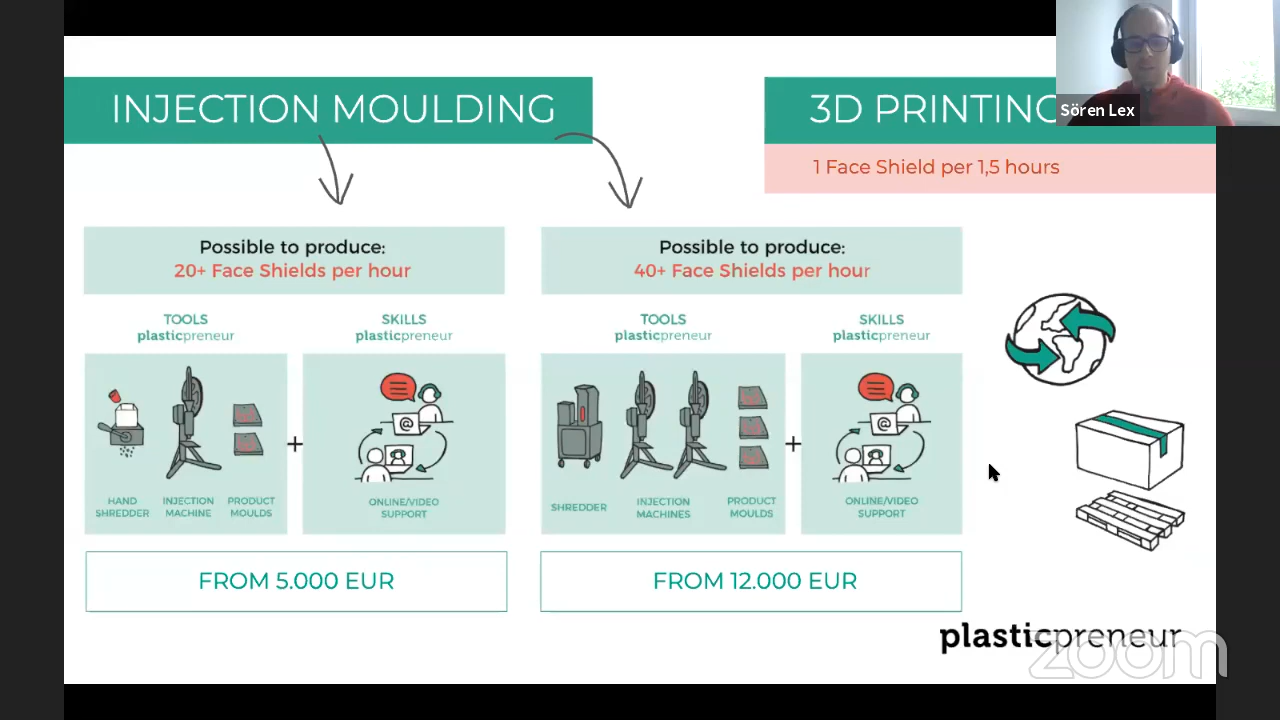 INJECTION MOULDING
3D PRINTING
Sören Lex
1 Face Shield per 1,5 hours
Possible to produce:
20+ Face Shields per hour
Possible to produce:
40+ Face Shields per hour
TOOLS
plasticpreneur
SKILLS
plasticpreneur
TOOLS
plasticpreneur
SKILLS
plasticpreneur
@
@
+
+
HAND
SHREDDER
INJECTION
MACHINE
PRODUCT
MOULDS
ONLINE/VIDEO
SUPPORT
SHREDDER
INJECTION
MACHINES
PRODUCT
MOULDS
ONLINE/VIDEO
SUPPORT
FROM 5.000 EUR
FROM 12.000 EUR
plasticpreneur
zoom